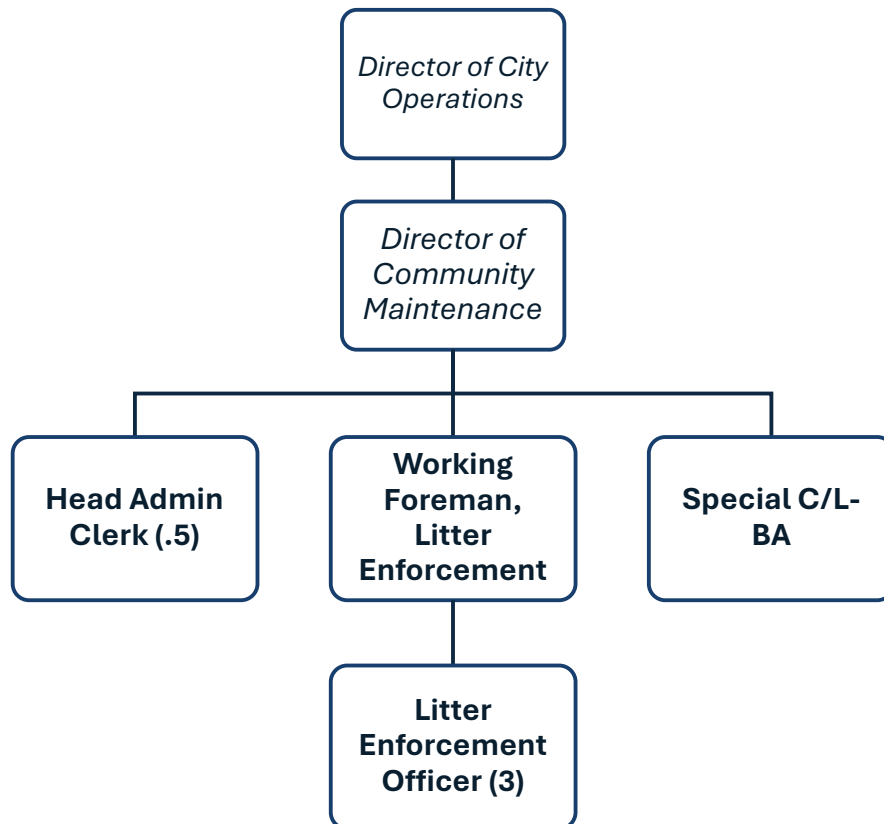 Director of City
Operations
Director of
Community
Maintenance
Head Admin
Clerk (.5)
Working
Foreman,
Litter
Enforcement
Special C/L-
BA
Litter
Enforcement
Officer (3)